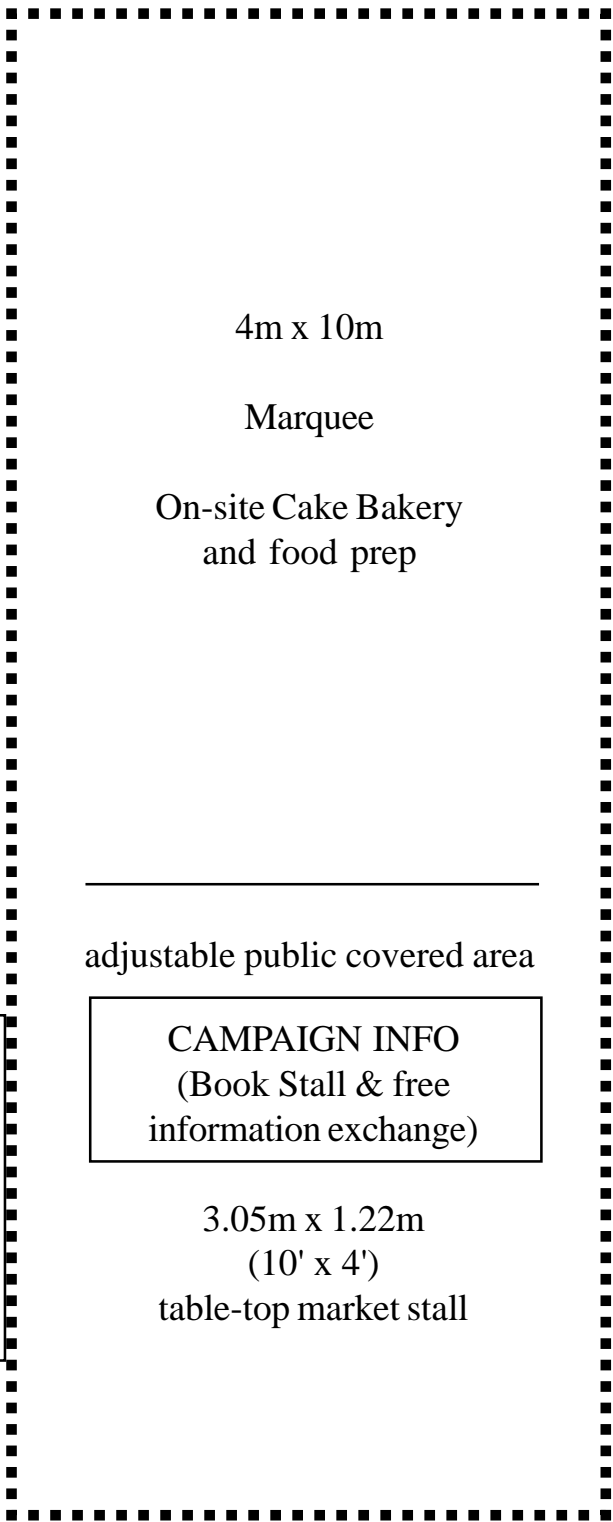 4m x 10m
Marquee
On-site Cake Bakery
and food prep
adjustable public covered area
CAMPAIGN INFO
(Book Stall & free
information exchange)
3.05m x 1.22m
(10' x 4')
table-top market stall